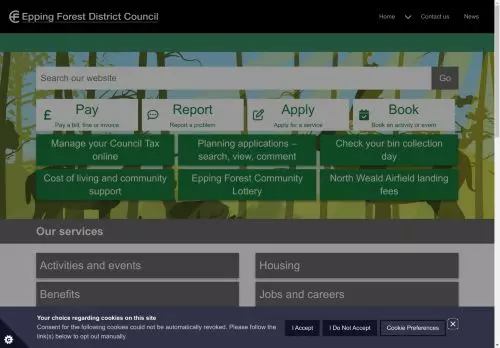 Epping Forest District Council
Home
Contact us
News
Search our website
Go
Pay
Pay a bill, fine or invoice
Report
Report a problem
Apply
Apply for a service
Book
Book an activity or event
Manage your Council Tax
online
Planning applications –
search, view, comment
Check your bin collection
day
Cost of living and community
support
Epping Forest Community
Lottery
North Weald Airfield landing
fees
Our services
Activities and events
Housing
Benefits
Jobs and careers
Your choice regarding cookies on this site
Consent for the following cookies could not be automatically revoked. Please follow the
link(s) below to opt out manually.
I Accept
I Do Not Accept
Cookie Preferences